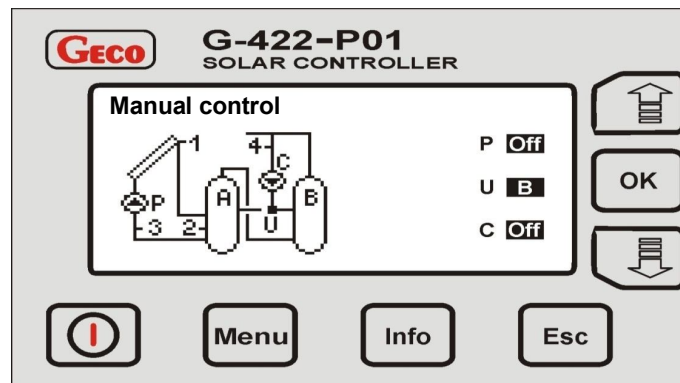 GECO
G-422-P01
SOLAR CONTROLLER
Manual control
1
4
C
P Off
P
A
B
U B
3
2
U
C Off
OK
Menu
Info
Esc